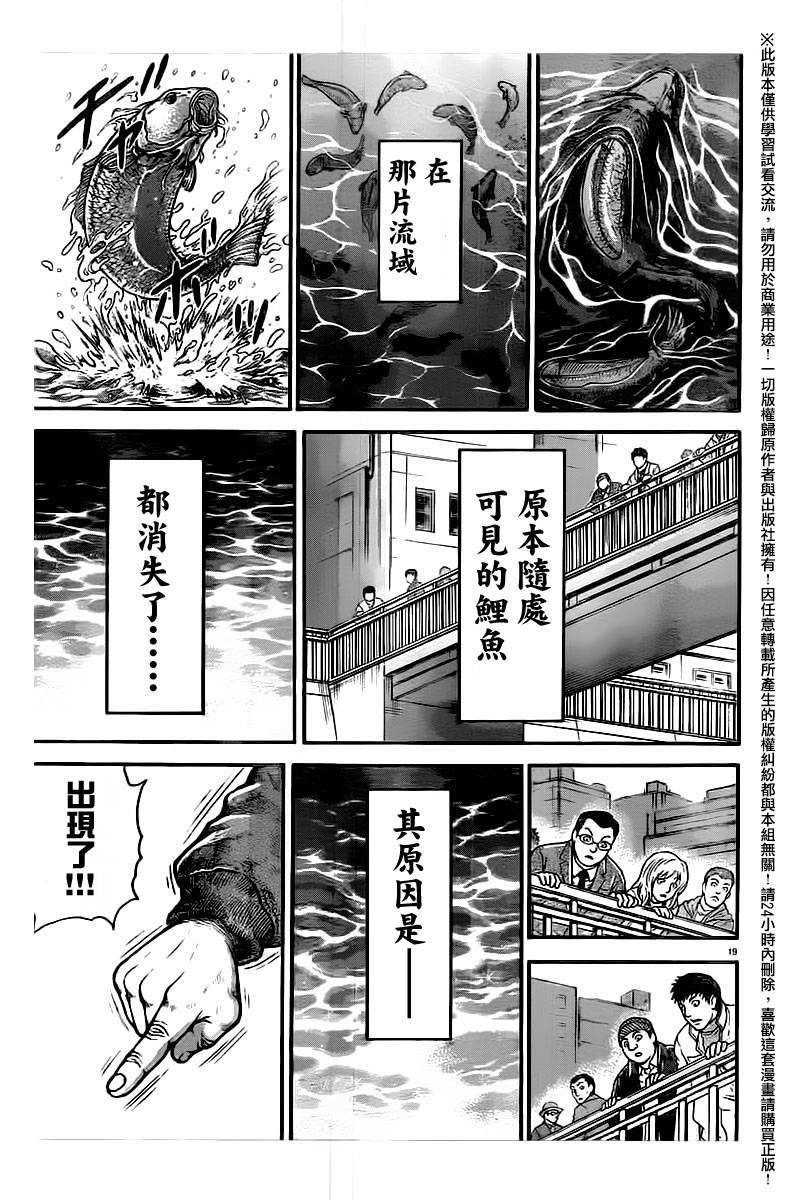 ※此版本僅供學習試看交流，請勿用於商業用途！一切版權歸原作者與出版社擁有！因任意轉載所產生的版權糾紛都與本組無關！請24小時內刪除，喜歡這套漫畫請購買正版！
在
那片流域
チャ
ボッ
原本隨處
可見的鯉魚
都消失了……
19
其原因是——
出現了!!!